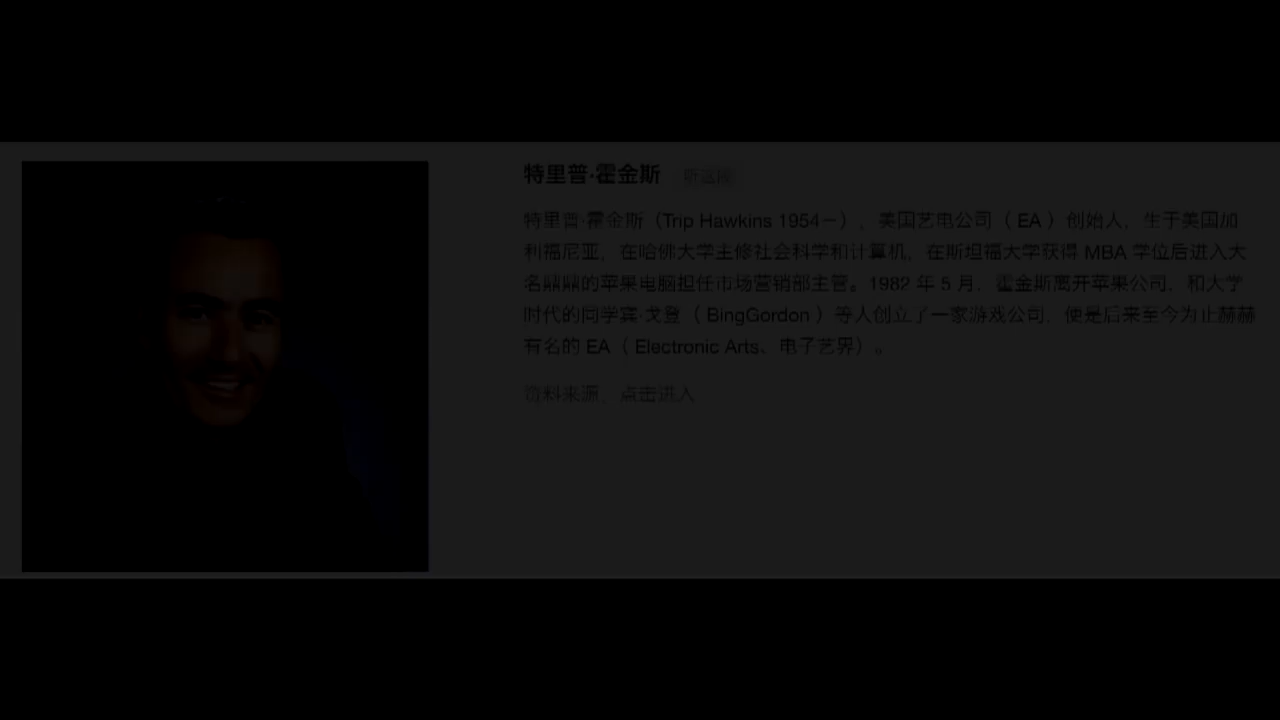 特里普·霍金斯
特里普·霍金斯（Trip Hawkins 1954－），美国艺电公司（ EA ）创始人，生于美国加
利福尼亚，在哈佛大学主修社会科学和计算机，在斯坦福大学获得 MBA 学位后进入大
名鼎鼎的苹果电脑担任市场营销部主管。1982 年 5 月，霍金斯离开苹果公司，和大学
时代的同学宾·戈登（ BingGordon ）等人创立了一家游戏公司，便是后来至今为止赫赫
有名的 EA（ Electronic Arts、电子艺界）。
资料来源，点击进入